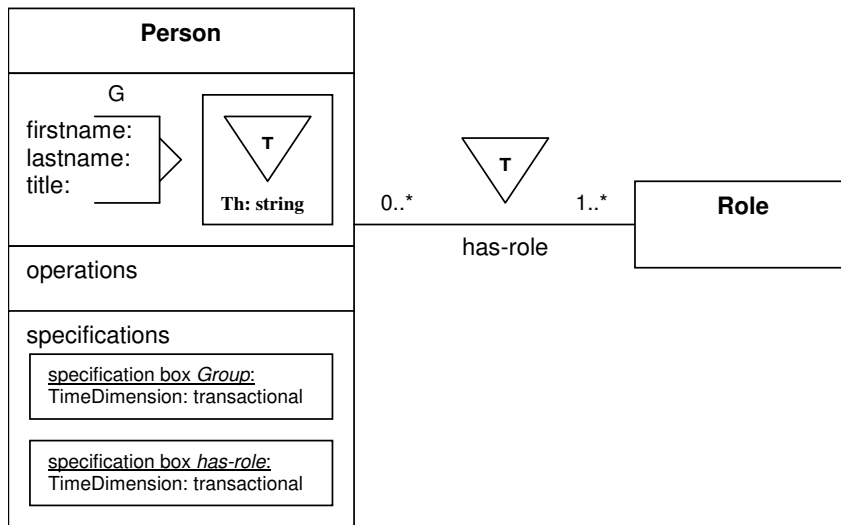 Person
G
firstname:
lastname:
title:
T
Th: string
T
0..*
1..*
has-role
Role
operations
specifications
specification box Group:
TimeDimension: transactional
specification box has-role:
TimeDimension: transactional